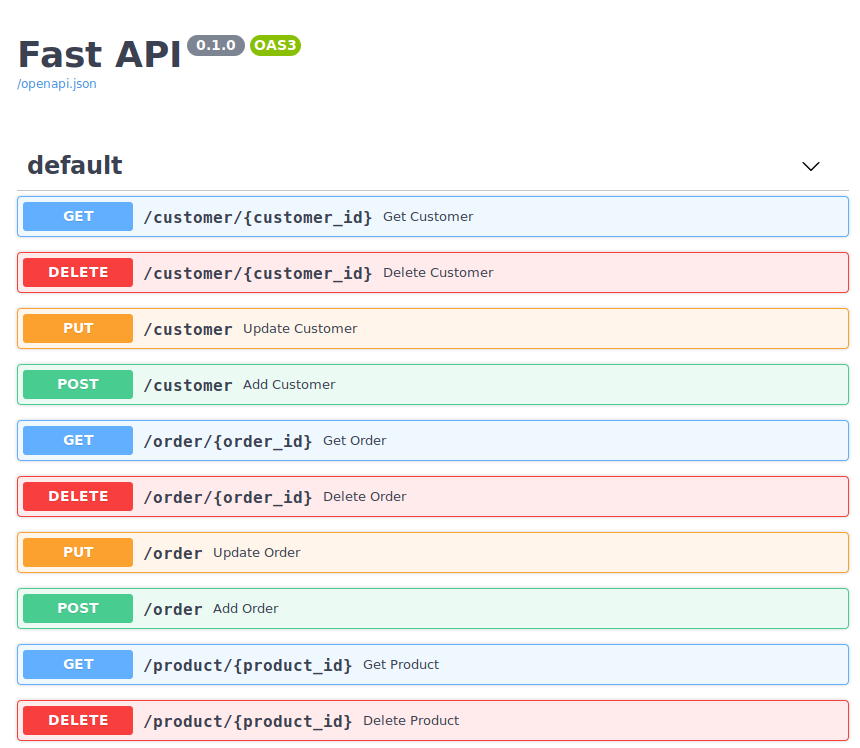 Fast API 0.1.0 OAS3
/openapi.json
default
GET /customer/{customer_id} Get Customer
DELETE /customer/{customer_id} Delete Customer
PUT /customer Update Customer
POST /customer Add Customer
GET /order/{order_id} Get Order
DELETE /order/{order_id} Delete Order
PUT /order Update Order
POST /order Add Order
GET /product/{product_id} Get Product
DELETE /product/{product_id} Delete Product